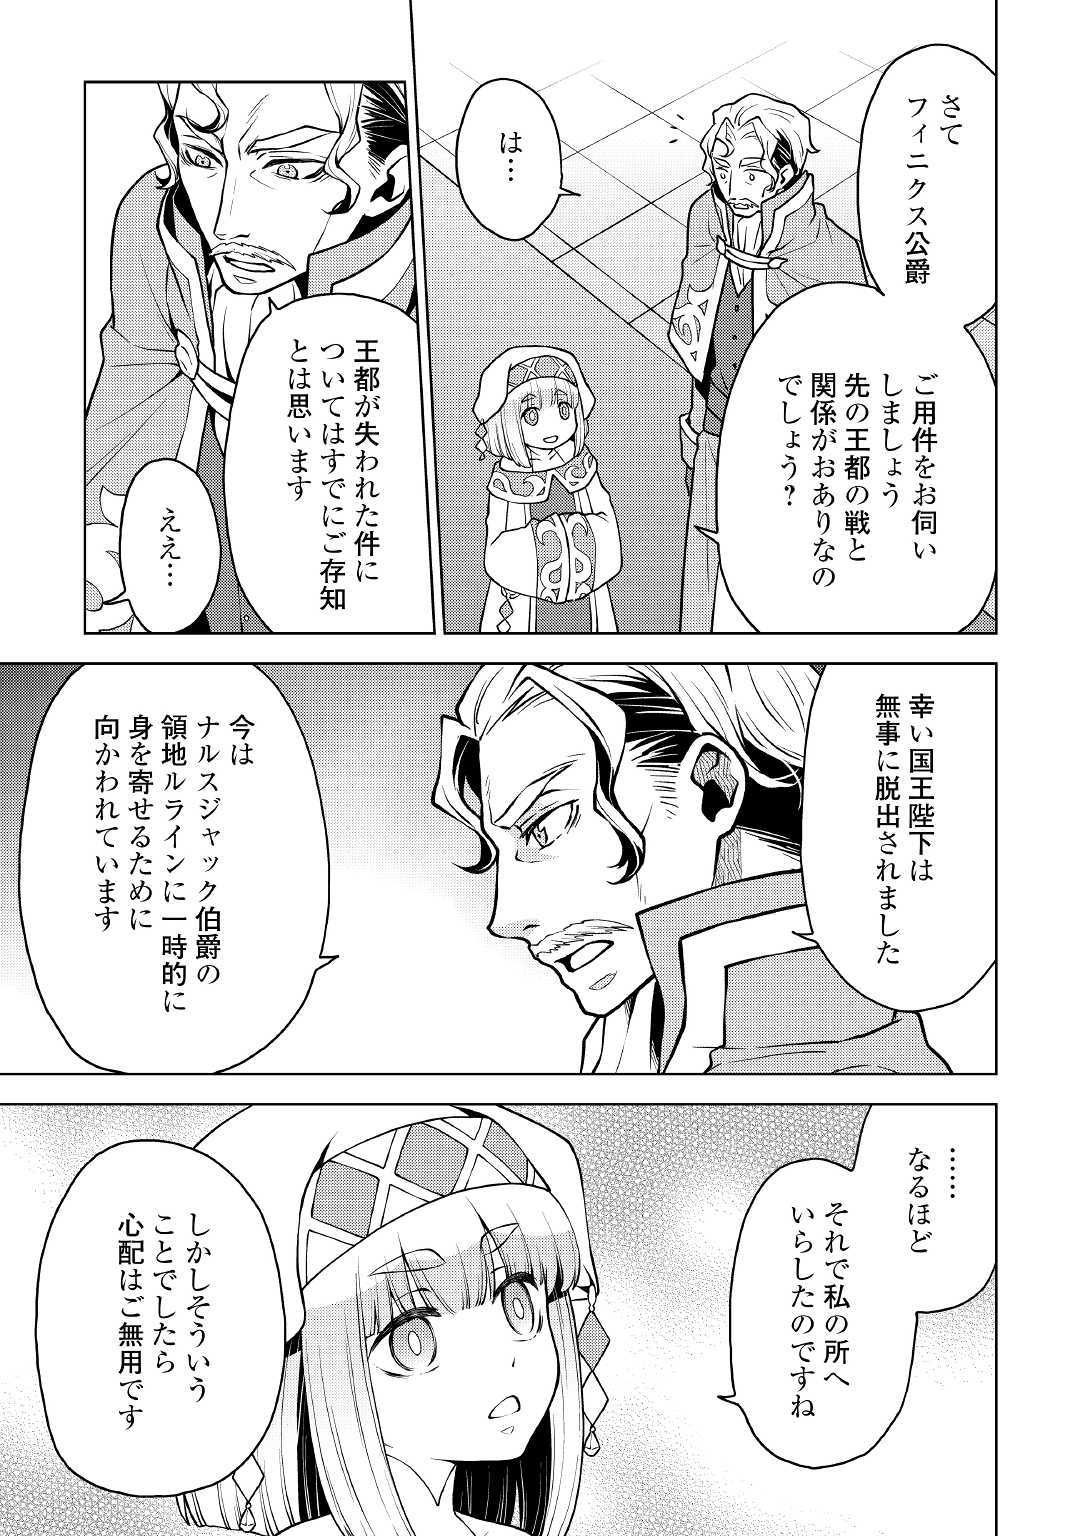 さて
フィニクス公爵
ご用件をお伺い
しましょう
先の王都の戦と
関係がおありなの
でしょう？
は…
王都が失われた件に
ついてはすでにご存知
とは思います
ええ…
幸い国王陛下は
無事に脱出されました
今は
ナルスジャック伯爵の
領地ルラインに一時的に
身を寄せるために
向かわれています
……
なるほど
それで私の所へ
いらしたのですね
しかしそういう
ことでしたら
心配はご無用です